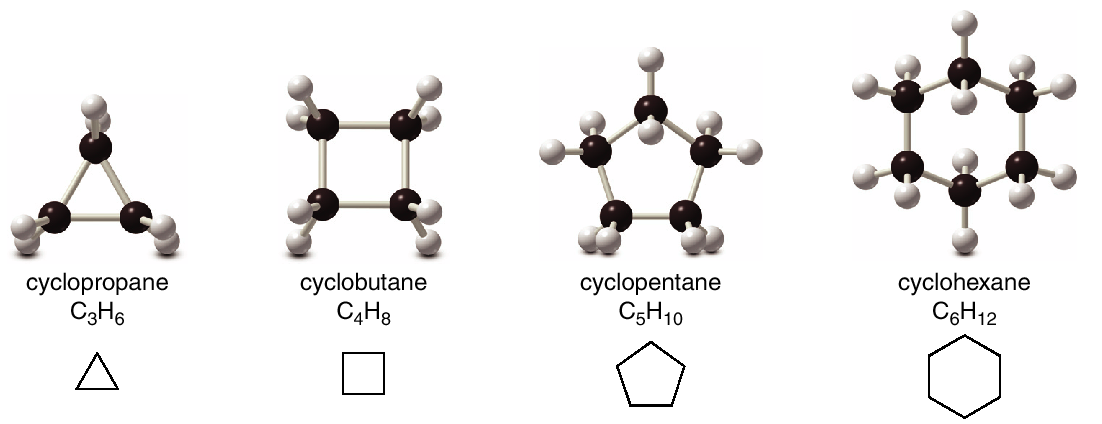 cyclopropane
C₃H₆
cyclobutane
C₄H₈
cyclopentane
C₅H₁₀
cyclohexane
C₆H₁₂